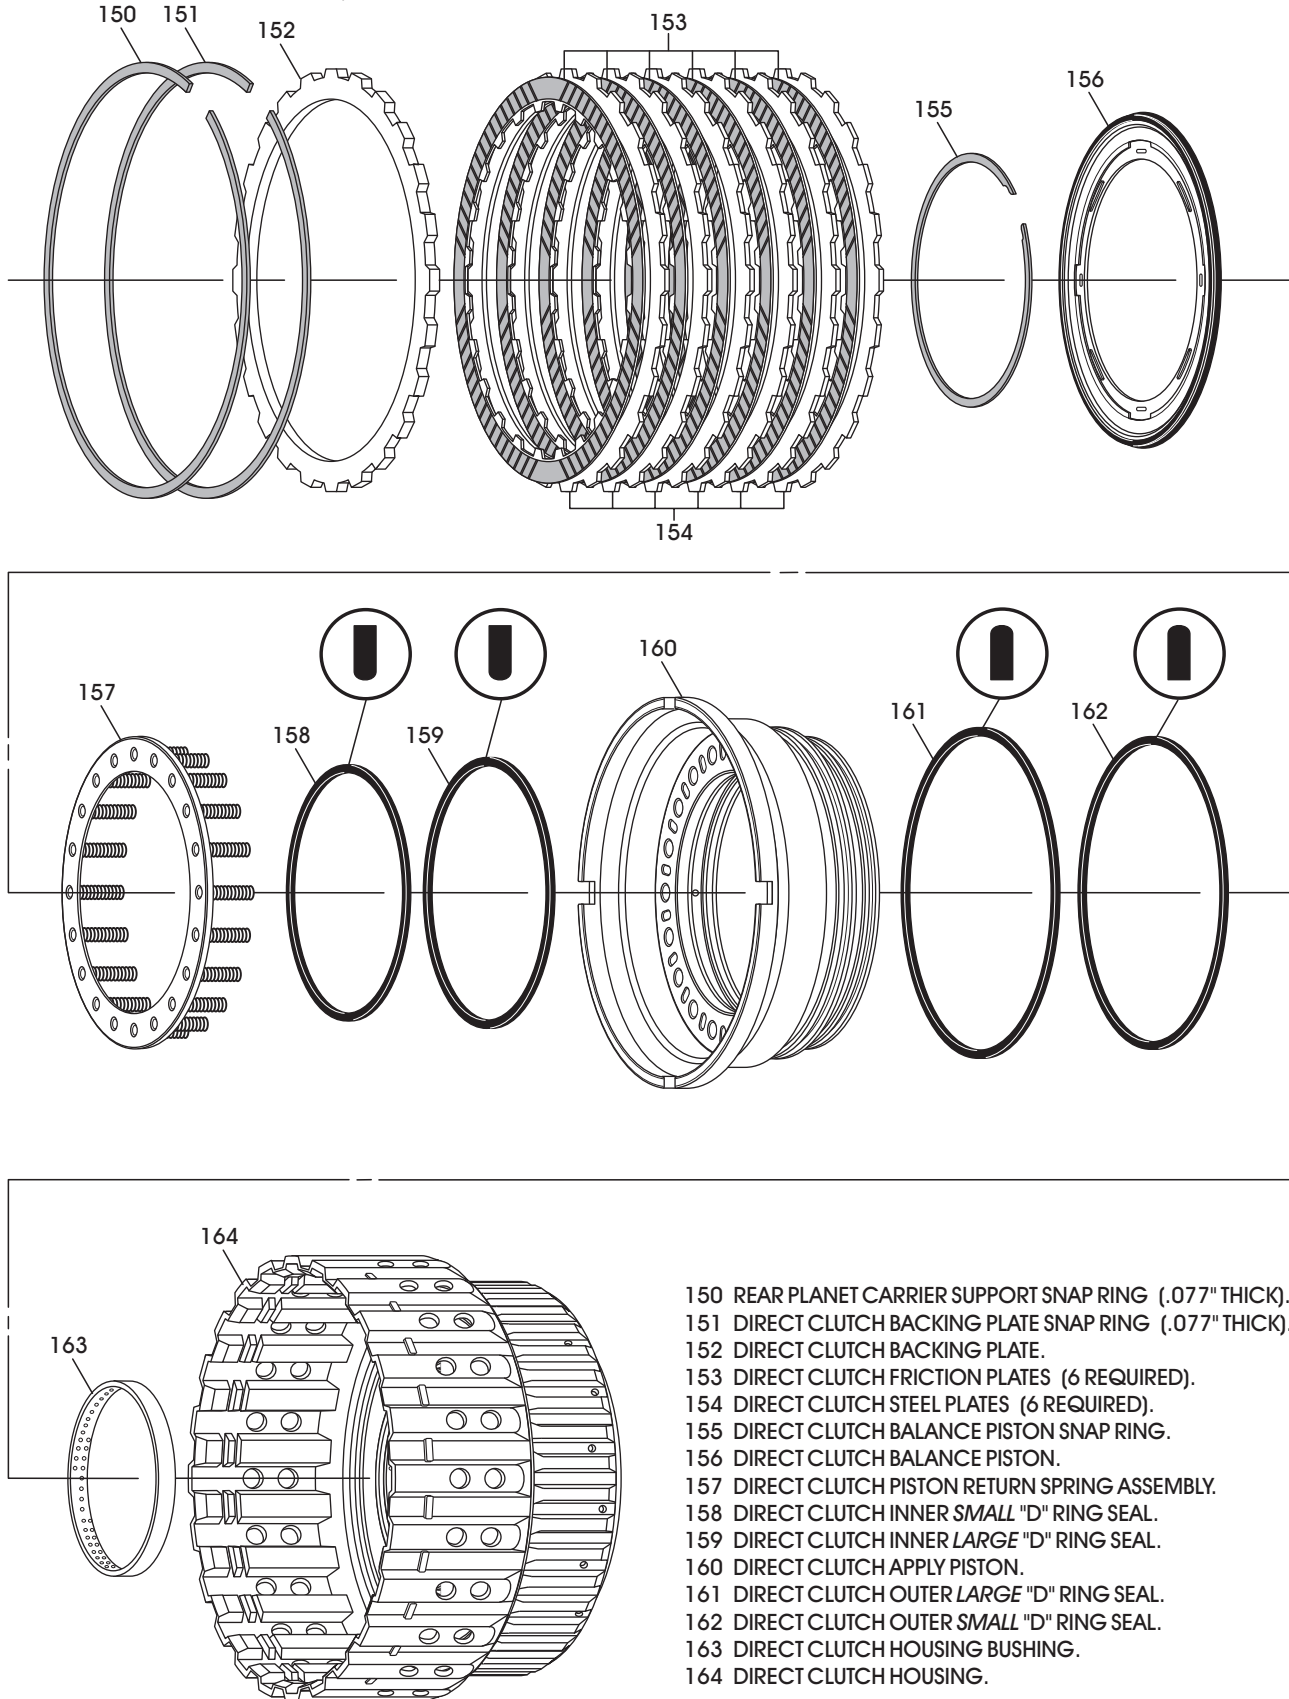 150
151
152
153
154
155
156
157
158
159
160
161
162
163
164
150 REAR PLANET CARRIER SUPPORT SNAP RING (.077" THICK).
151 DIRECT CLUTCH BACKING PLATE SNAP RING (.077" THICK).
152 DIRECT CLUTCH BACKING PLATE.
153 DIRECT CLUTCH FRICTION PLATES (6 REQUIRED).
154 DIRECT CLUTCH STEEL PLATES (6 REQUIRED).
155 DIRECT CLUTCH BALANCE PISTON SNAP RING.
156 DIRECT CLUTCH BALANCE PISTON.
157 DIRECT CLUTCH PISTON RETURN SPRING ASSEMBLY.
158 DIRECT CLUTCH INNER SMALL "D" RING SEAL.
159 DIRECT CLUTCH INNER LARGE "D" RING SEAL.
160 DIRECT CLUTCH APPLY PISTON.
161 DIRECT CLUTCH OUTER LARGE "D" RING SEAL.
162 DIRECT CLUTCH OUTER SMALL "D" RING SEAL.
163 DIRECT CLUTCH HOUSING BUSHING.
164 DIRECT CLUTCH HOUSING.